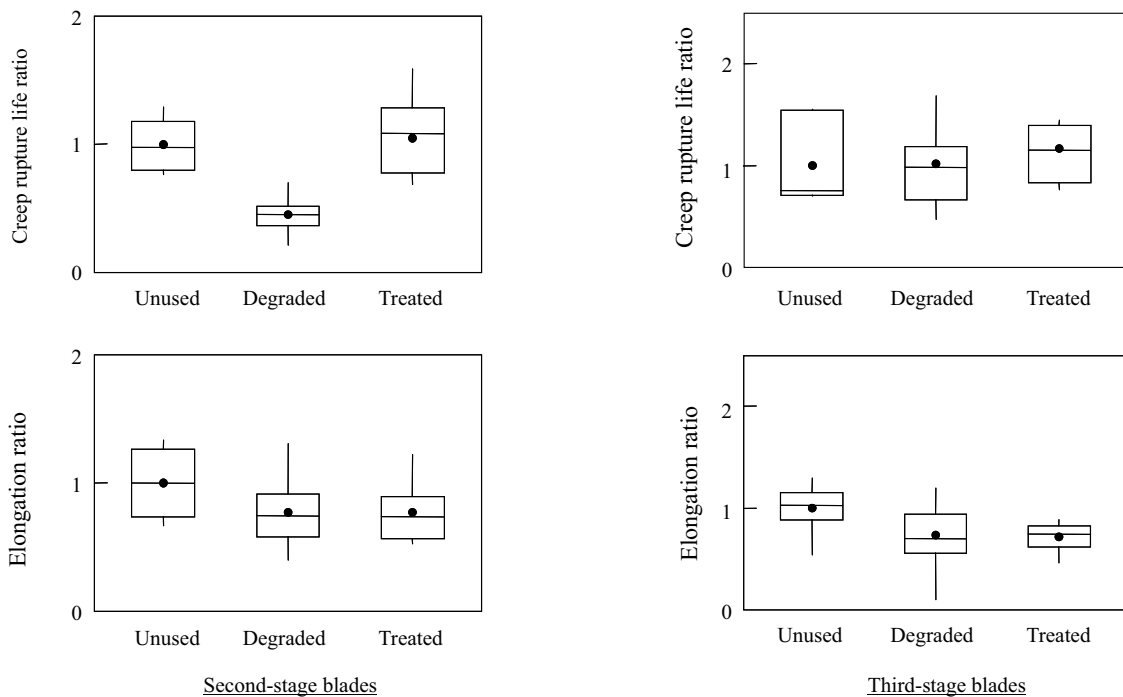 Creep rupture life ratio
2
1
0
Unused Degraded Treated
Creep rupture life ratio
2
1
0
Unused Degraded Treated
Elongation ratio
2
1
0
Unused Degraded Treated
Second-stage blades
Elongation ratio
2
1
0
Unused Degraded Treated
Third-stage blades